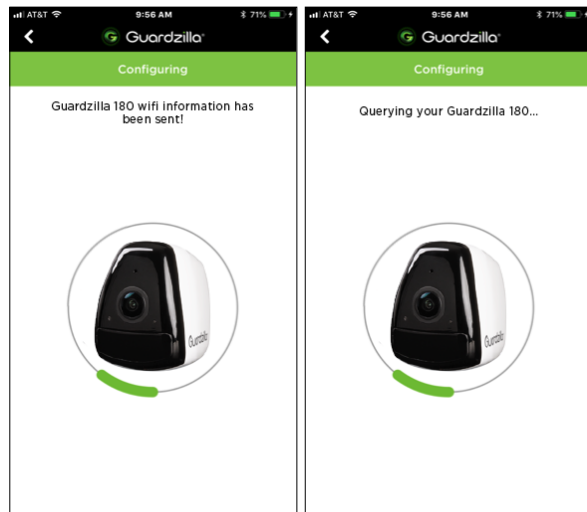 AT&T 9:56 AM 71%
Guardzilla
Configuring
Guardzilla 180 wifi information has
been sent!
Guardzilla
AT&T 9:56 AM 71%
Guardzilla
Configuring
Querying your Guardzilla 180...
Guardzilla